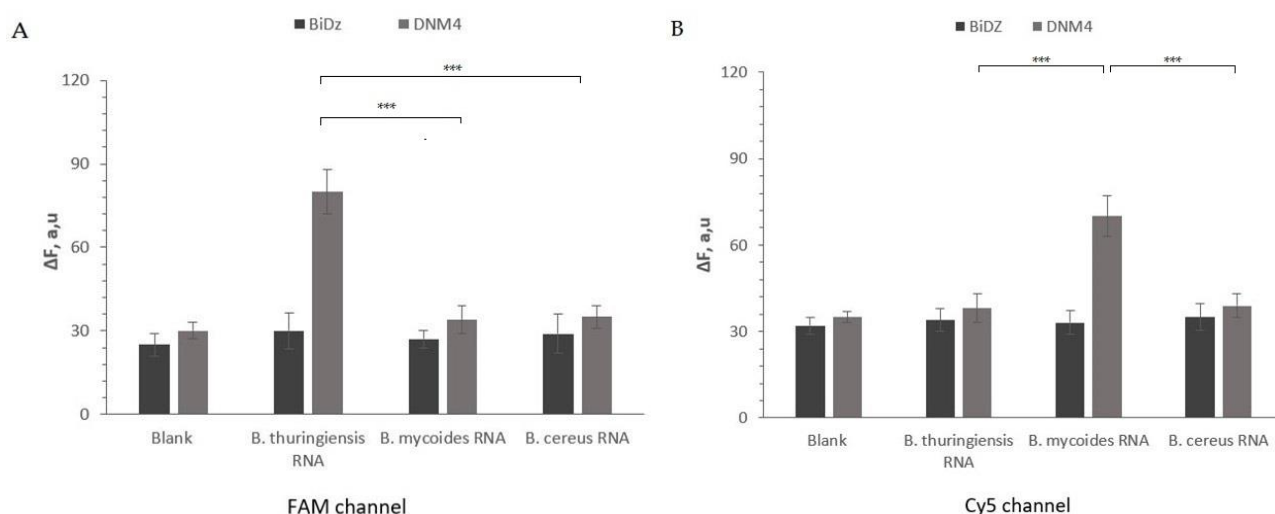 A
BiDz DNM4
***
***
120
90
60
30
0
ΔF, a,u
Blank B. thuringiensis RNA B. mycoides RNA B. cereus RNA
FAM channel
B
BiDZ DNM4
*** ***
120
90
60
30
0
ΔF, a,u
Blank B. thuringiensis RNA B. mycoides RNA B. cereus RNA
Cy5 channel